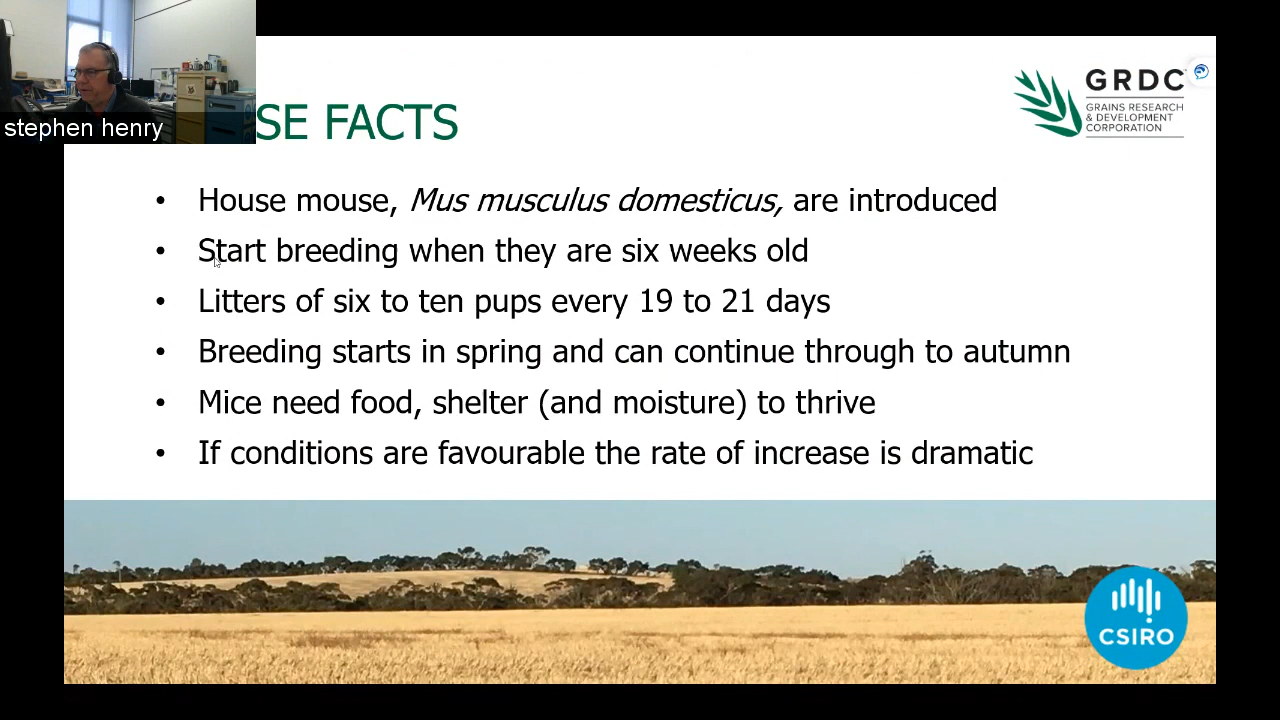 stephen henry
SE FACTS
GRDC
GRAINS RESEARCH
& DEVELOPMENT
CORPORATION
• House mouse, Mus musculus domesticus, are introduced
• Start breeding when they are six weeks old
• Litters of six to ten pups every 19 to 21 days
• Breeding starts in spring and can continue through to autumn
• Mice need food, shelter (and moisture) to thrive
• If conditions are favourable the rate of increase is dramatic
CSIRO